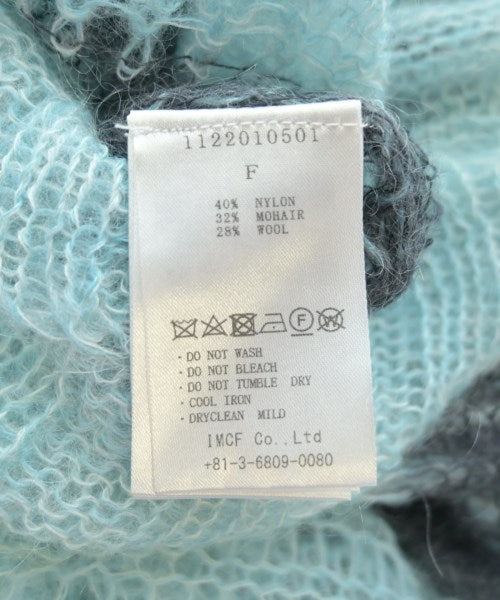 1122010501
F
40% NYLON
32% MOHAIR
28% WOOL
F W
・DO NOT WASH
・DO NOT BLEACH
・DO NOT TUMBLE DRY
・COOL IRON
・DRYCLEAN MILD
IMCF Co.,Ltd
+81-3-6809-0080